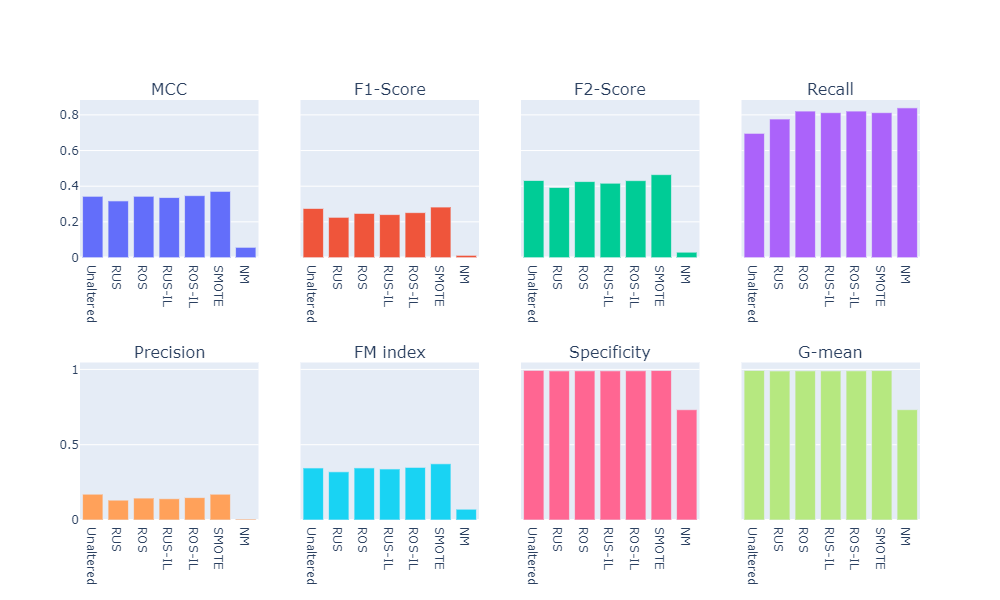 MCC F1-Score F2-Score Recall
0.8
0.6
0.4
0.2
0
Unaltered RUS ROS RUS-IL ROS-IL SMOTE NM Unaltered RUS ROS RUS-IL ROS-IL SMOTE NM Unaltered RUS ROS RUS-IL ROS-IL SMOTE NM Unaltered RUS ROS RUS-IL ROS-IL SMOTE NM
Precision FM index Specificity G-mean
1
0.5
0
Unaltered RUS ROS RUS-IL ROS-IL SMOTE NM Unaltered RUS ROS RUS-IL ROS-IL SMOTE NM Unaltered RUS ROS RUS-IL ROS-IL SMOTE NM Unaltered RUS ROS RUS-IL ROS-IL SMOTE NM